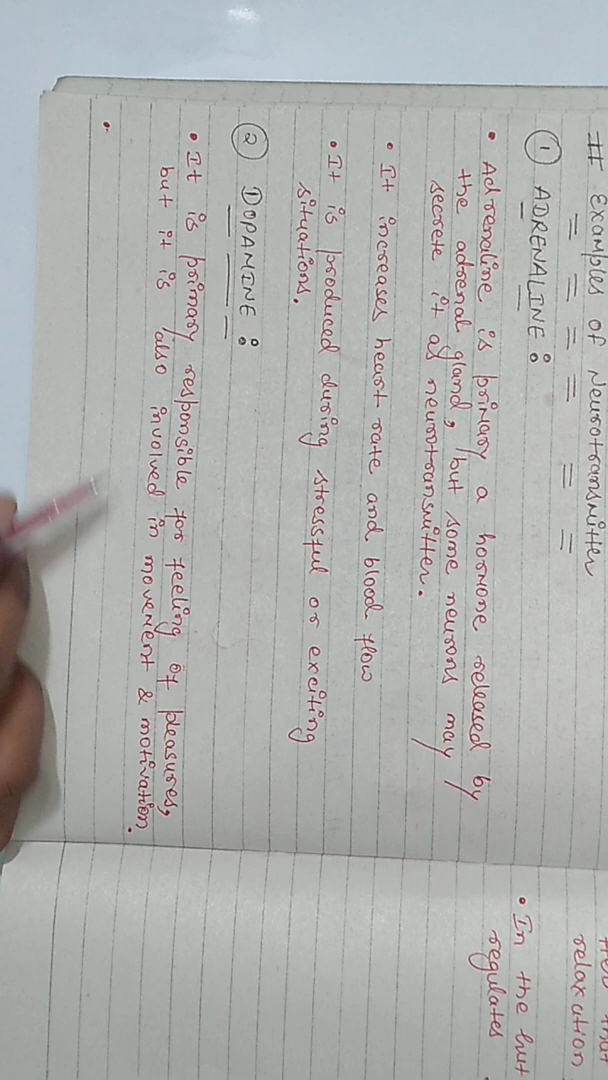 # Examples of Neurotransmitter
① ADRENALINE :
• Adrenaline is primary a hormone released by
the adrenal gland, but some neurons may
secrete it as neurotransmitter.
• It increases heart rate and blood flow
• It is produced during stressful or exciting
situations.
② DOPAMINE :
• It is primary responsible for feeling of pleasures,
but it is also involved in movement & motivation.
•
relaxation
• In the
regulates